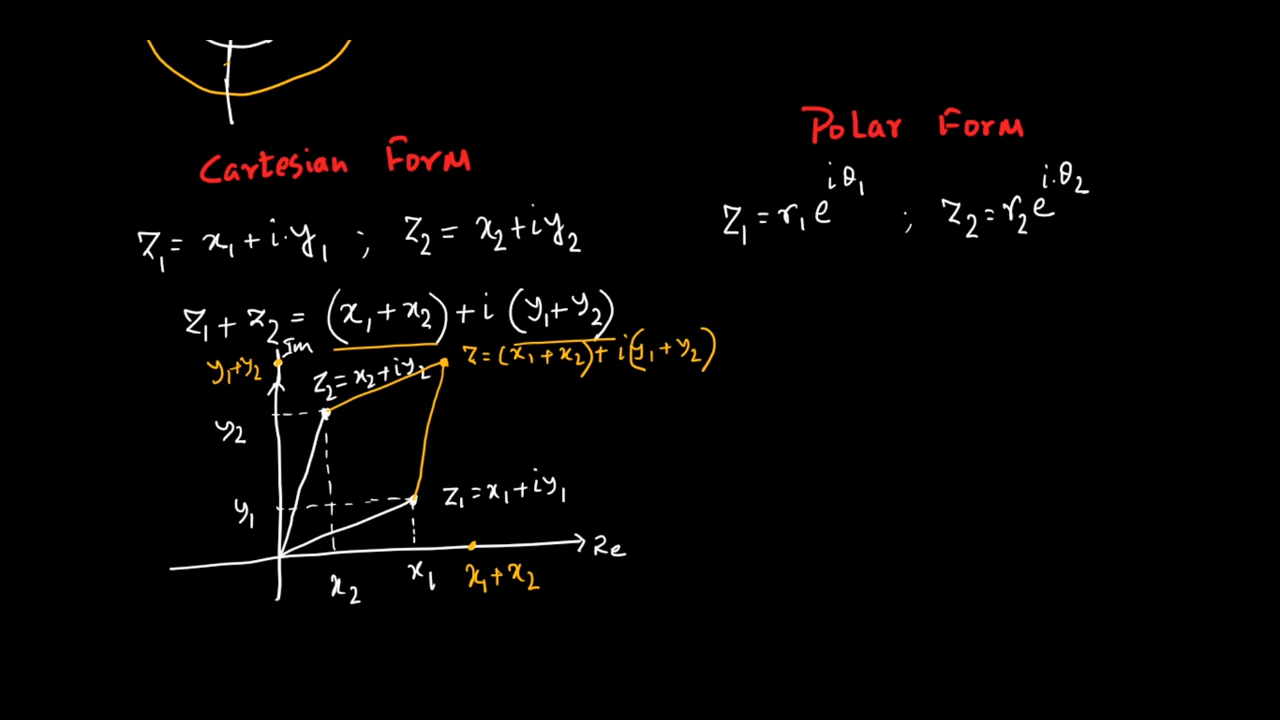 Cartesian Form
Z₁ = x₁ + i·y₁ ; Z₂ = x₂ + iy₂
Z₁ + Z₂ = (x₁ + x₂) + i (y₁ + y₂)
Im
y₁+y₂
Z = (x₁ + x₂) + i(y₁ + y₂)
Z₂ = x₂ + iy₂
y₂
Z₁ = x₁ + iy₁
y₁
Re
x₂
x₁
x₁ + x₂
PoLar Form
Z₁ = r₁e^{iθ₁} ; Z₂ = r₂e^{i·θ₂}